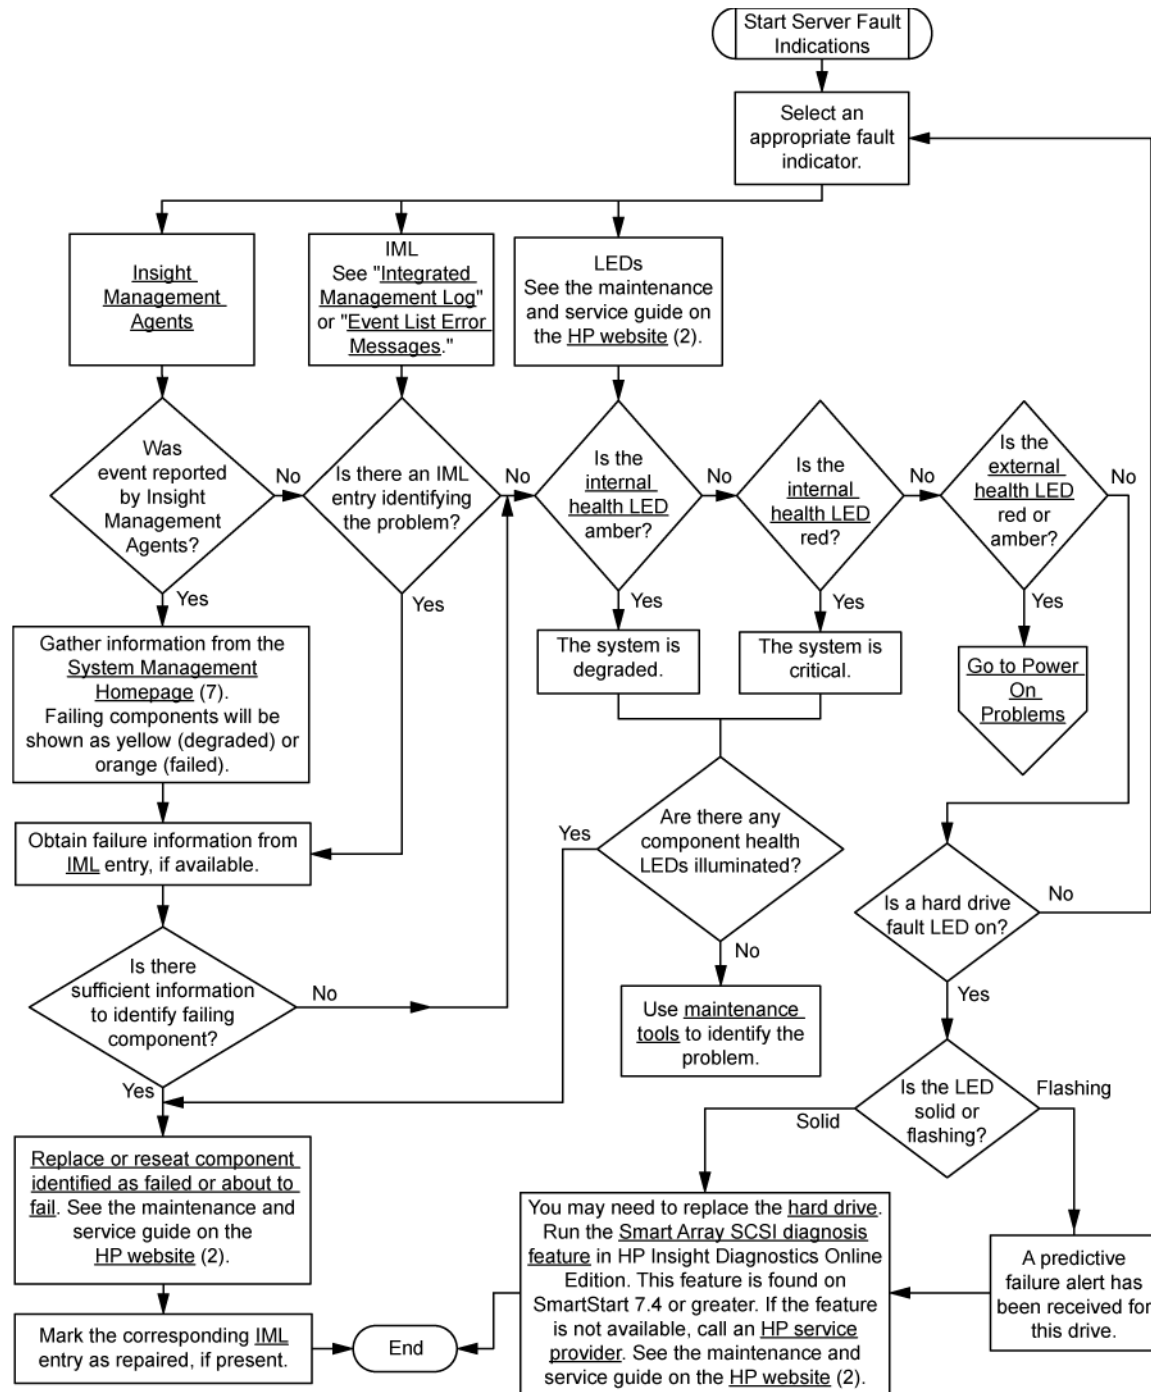 Start Server Fault
Indications
Select an
appropriate fault
indicator.
Insight
Management
Agents
IML
See "Integrated
Management Log"
or "Event List Error
Messages."
LEDs
See the maintenance
and service guide on
the HP website (2).
Was
event reported
by Insight
Management
Agents?
No
Yes
Is there an IML
entry identifying
the problem?
No
Yes
Is the
internal
health LED
amber?
No
Yes
Is the
internal
health LED
red?
No
Yes
Is the
external
health LED
red or
amber?
No
Yes
Gather information from the
System Management
Homepage (7).
Failing components will be
shown as yellow (degraded) or
orange (failed).
The system is
degraded.
The system is
critical.
Go to Power
On
Problems
Obtain failure information from
IML entry, if available.
Are there any
component health
LEDs illuminated?
Yes
No
Is a hard drive
fault LED on?
No
Yes
Is there
sufficient information
to identify failing
component?
No
Yes
Use maintenance
tools to identify the
problem.
Is the LED
solid or
flashing?
Solid
Flashing
Replace or reseat component
identified as failed or about to
fail. See the maintenance and
service guide on the
HP website (2).
You may need to replace the hard drive.
Run the Smart Array SCSI diagnosis
feature in HP Insight Diagnostics Online
Edition. This feature is found on
SmartStart 7.4 or greater. If the feature
is not available, call an HP service
provider. See the maintenance and
service guide on the HP website (2).
A predictive
failure alert has
been received for
this drive.
Mark the corresponding IML
entry as repaired, if present.
End